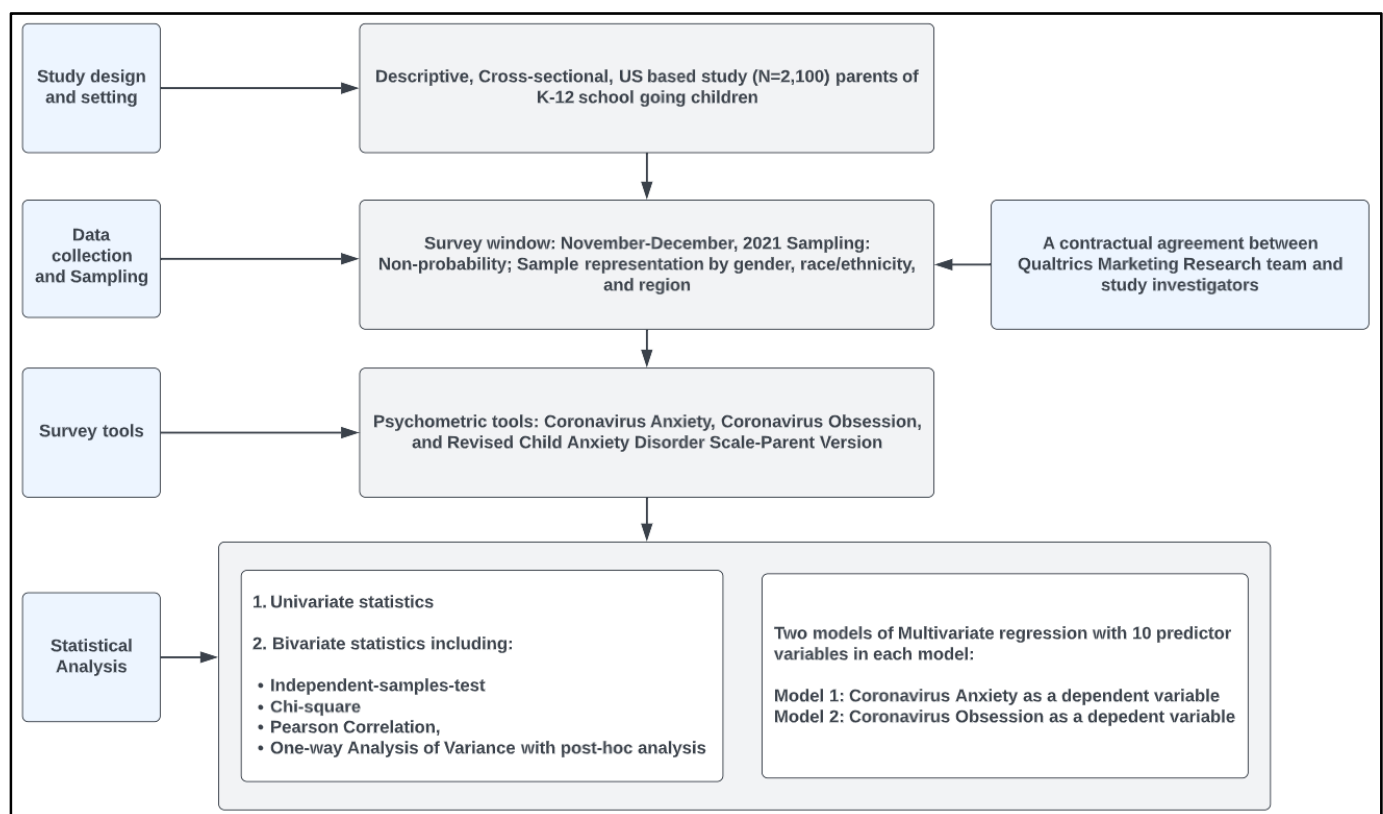 Study design
and setting
Descriptive, Cross-sectional, US based study (N=2,100) parents of
K-12 school going children
Data
collection
and Sampling
Survey window: November-December, 2021 Sampling:
Non-probability; Sample representation by gender, race/ethnicity,
and region
A contractual agreement between
Qualtrics Marketing Research team and
study investigators
Survey tools
Psychometric tools: Coronavirus Anxiety, Coronavirus Obsession,
and Revised Child Anxiety Disorder Scale-Parent Version
Statistical
Analysis
1. Univariate statistics
2. Bivariate statistics including:
• Independent-samples-test
• Chi-square
• Pearson Correlation,
• One-way Analysis of Variance with post-hoc analysis
Two models of Multivariate regression with 10 predictor
variables in each model:
Model 1: Coronavirus Anxiety as a dependent variable
Model 2: Coronavirus Obsession as a depedent variable